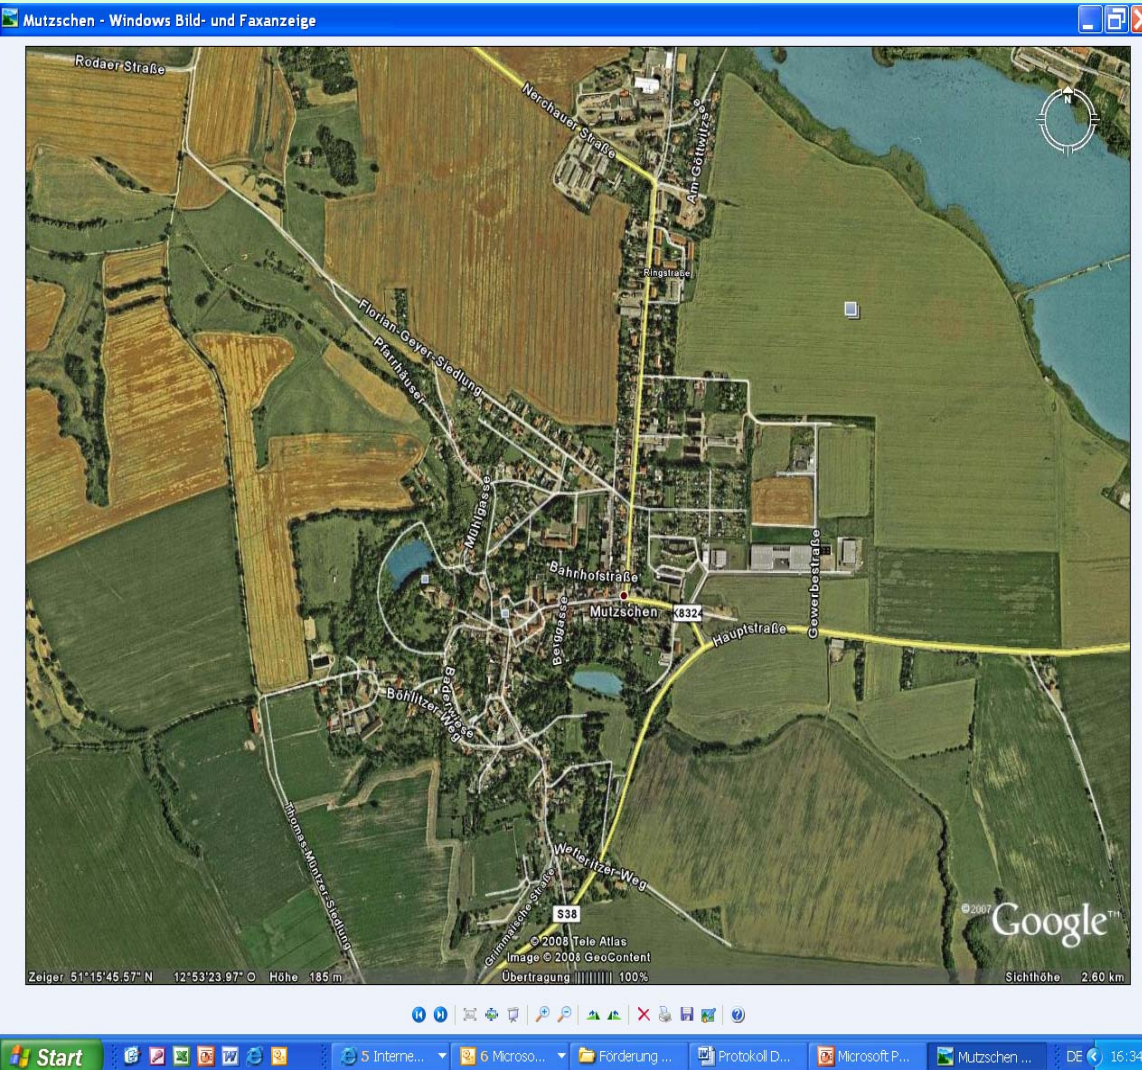 Mutzschen - Windows Bild- und Faxanzeige
Rodaer Straße
Nerchauer Straße
Am Göttwitzsee
N
Ringstraße
Florian-Geyer-Siedlung
Pfarrhäuser
Mühlgasse
Bahnhofstraße
Mutzschen
K8324
Berggasse
Hauptstraße
Gewerbestraße
Baderwiese
Böhlitzer-Weg
Thomas-Müntzer-Siedlung
Wetteritzer-Weg
Grimmaische-Straße
S38
©2007 Google™
© 2008 Tele Atlas
Image © 2008 GeoContent
Zeiger 51°15'45.57" N 12°53'23.97" O Höhe 185 m Übertragung 100% Sichthöhe 2.60 km
Start 5 Interne... 6 Microso... Förderung ... Protokoll D... Microsoft P... Mutzschen ... DE 16:34